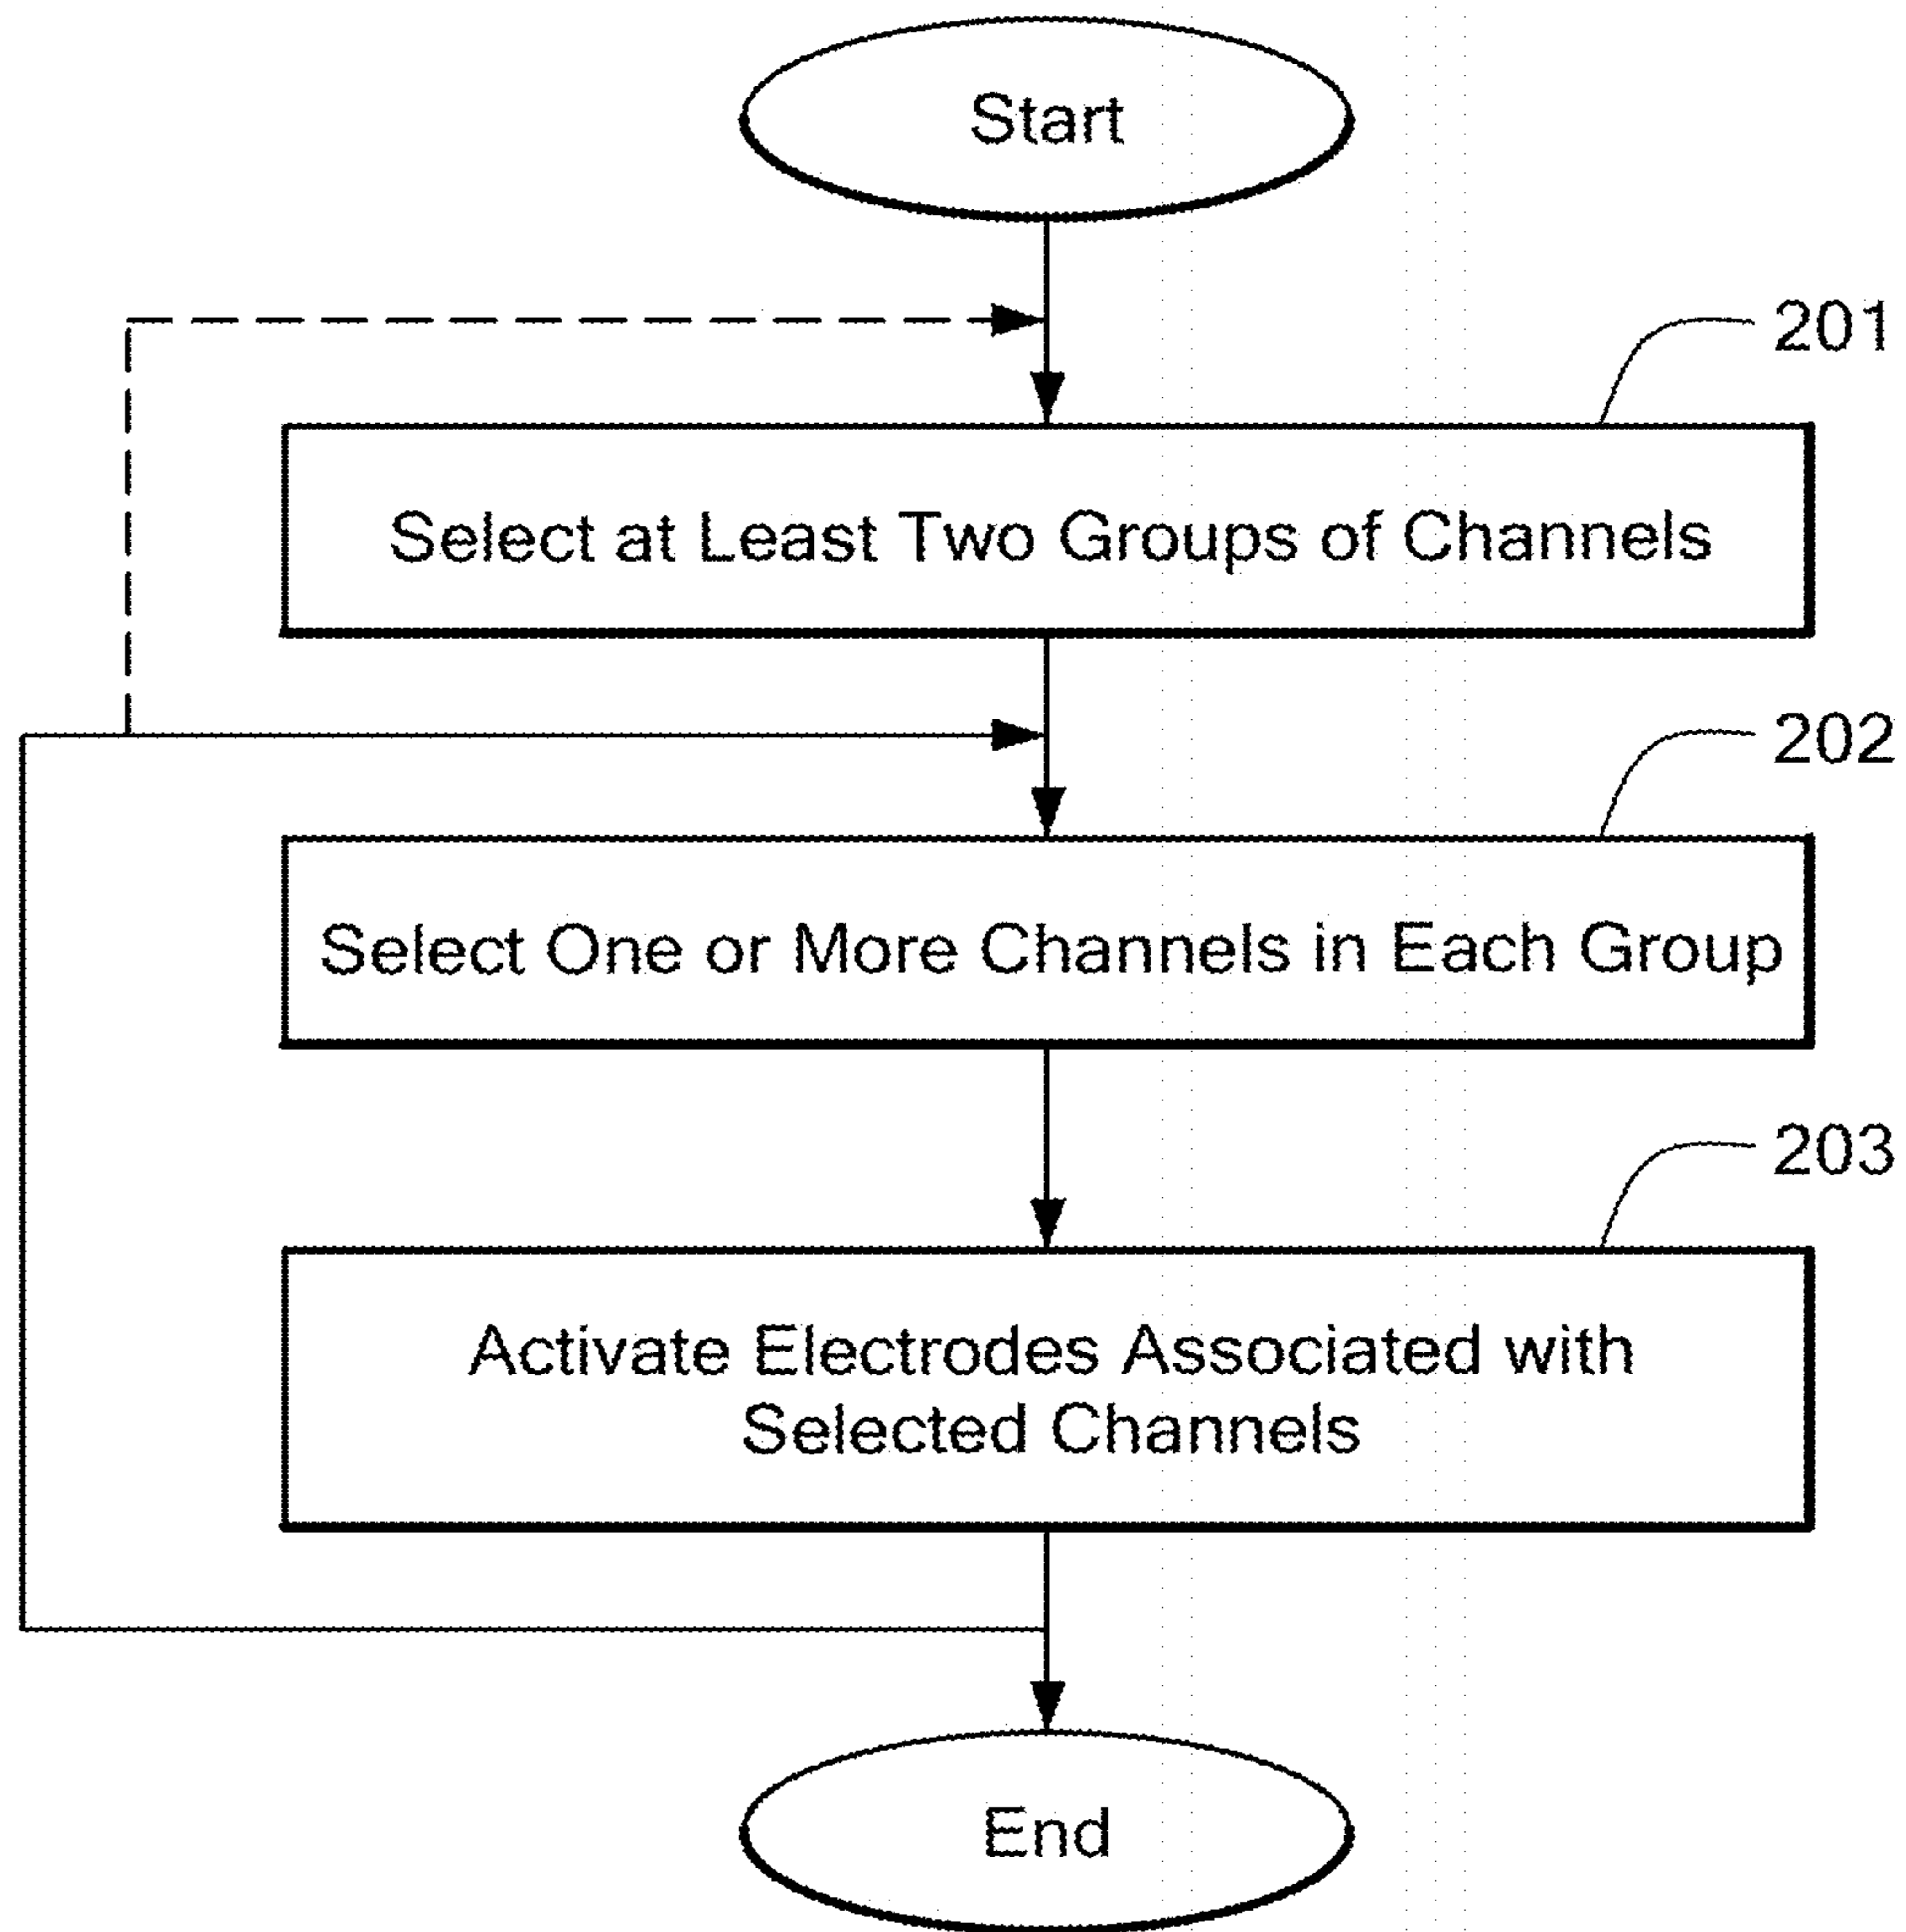 Start
201
Select at Least Two Groups of Channels
202
Select One or More Channels in Each Group
203
Activate Electrodes Associated with
Selected Channels
End